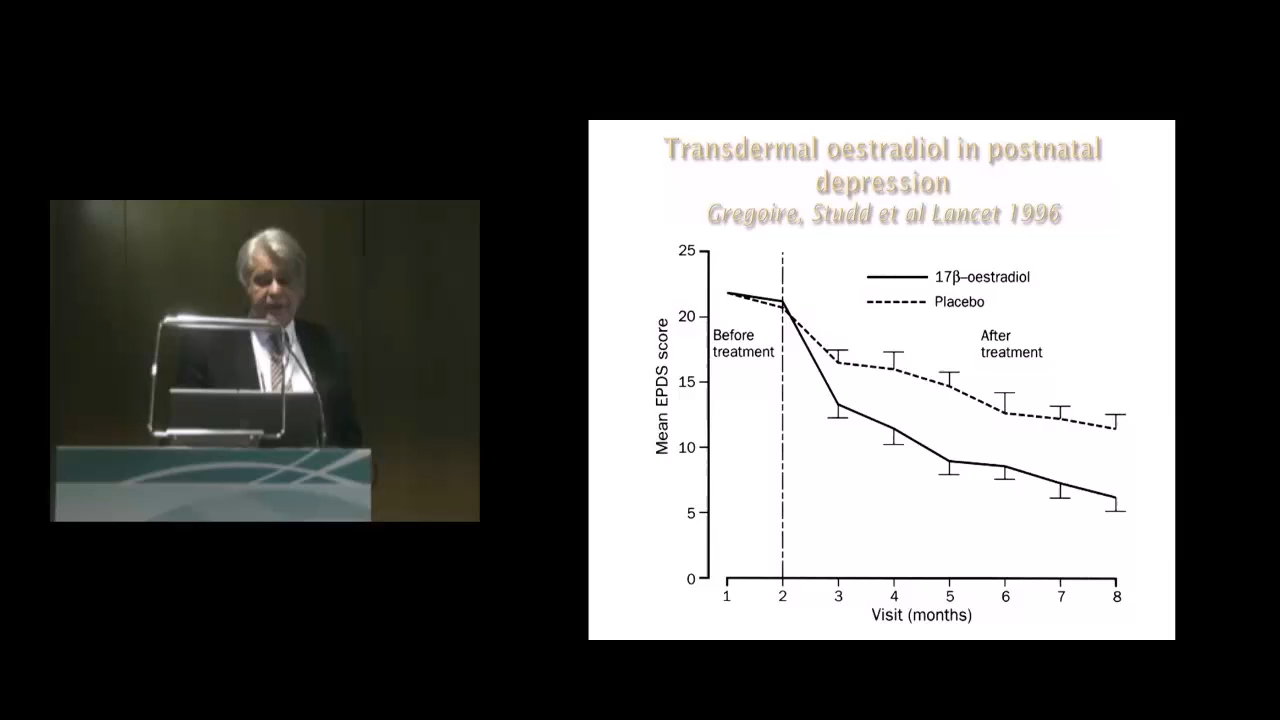 Transdermal oestradiol in postnatal
depression
Gregoire, Studd et al Lancet 1996
25
20
15
10
5
0
Mean EPDS score
17β–oestradiol
Placebo
Before
treatment
After
treatment
1 2 3 4 5 6 7 8
Visit (months)